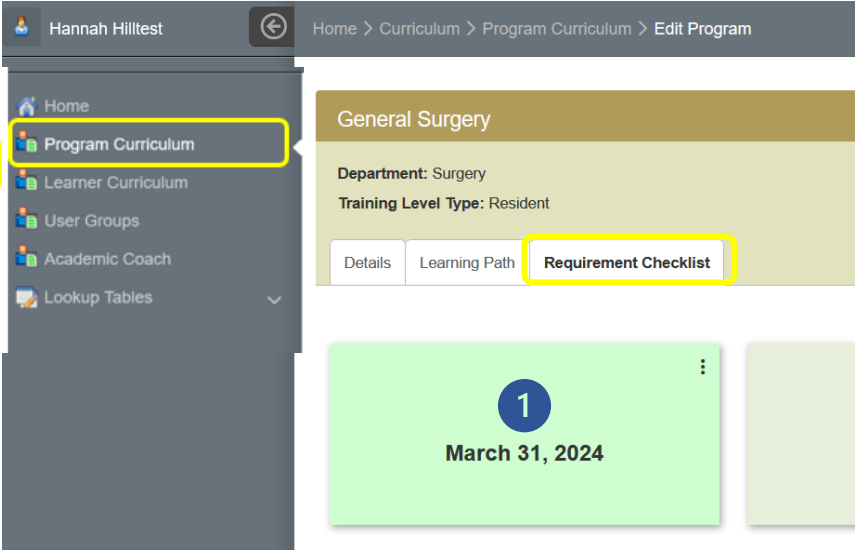 Hannah Hilltest
Home > Curriculum > Program Curriculum > Edit Program
Home
Program Curriculum
Learner Curriculum
User Groups
Academic Coach
Lookup Tables
General Surgery
Department: Surgery
Training Level Type: Resident
Details
Learning Path
Requirement Checklist
1
March 31, 2024